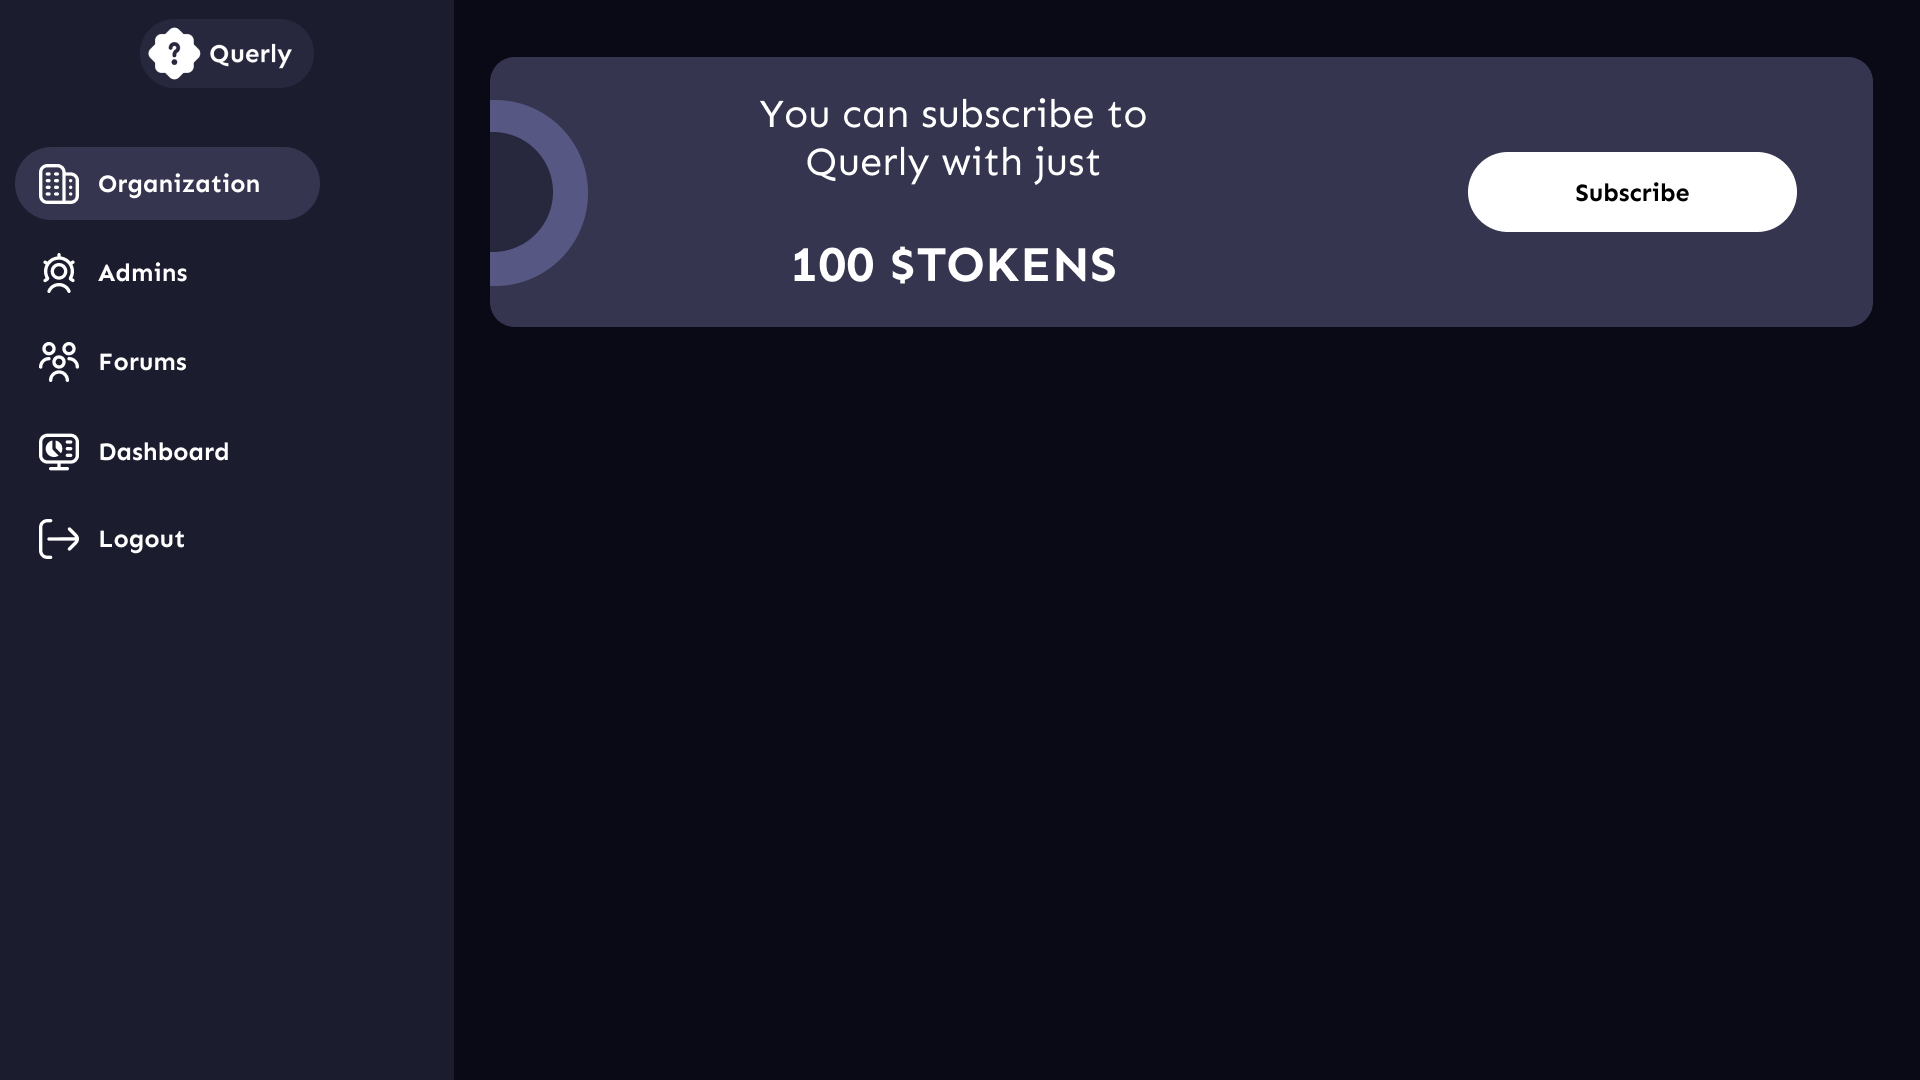 Querly
Organization
Admins
Forums
Dashboard
Logout
You can subscribe to
Querly with just
100 $TOKENS
Subscribe